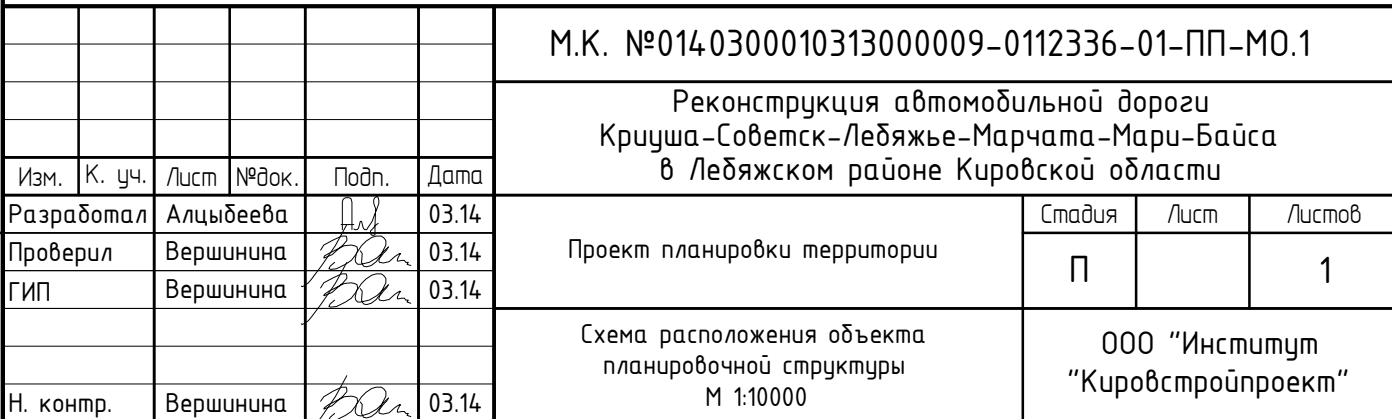 М.К. №0140300010313000009-0112336-01-ПП-МО.1
Реконструкция автомобильной дороги
Криуша-Советск-Лебяжье-Марчата-Мари-Байса
в Лебяжском районе Кировской области
Изм. К. уч. Лист №док. Подп. Дата
Разработал Алцыбеева 03.14
Проверил Вершинина 03.14
ГИП Вершинина 03.14
Н. контр. Вершинина 03.14
Проект планировки территории
Стадия Лист Листов
П 1
Схема расположения объекта
планировочной структуры
М 1:10000
ООО "Институт
"Кировстройпроект"